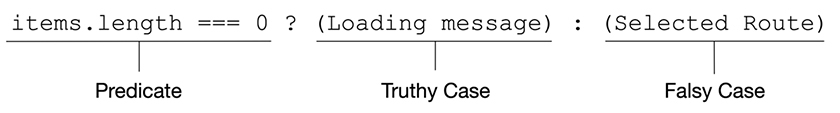 items.length === 0 ? (Loading message) : (Selected Route)
Predicate Truthy Case Falsy Case